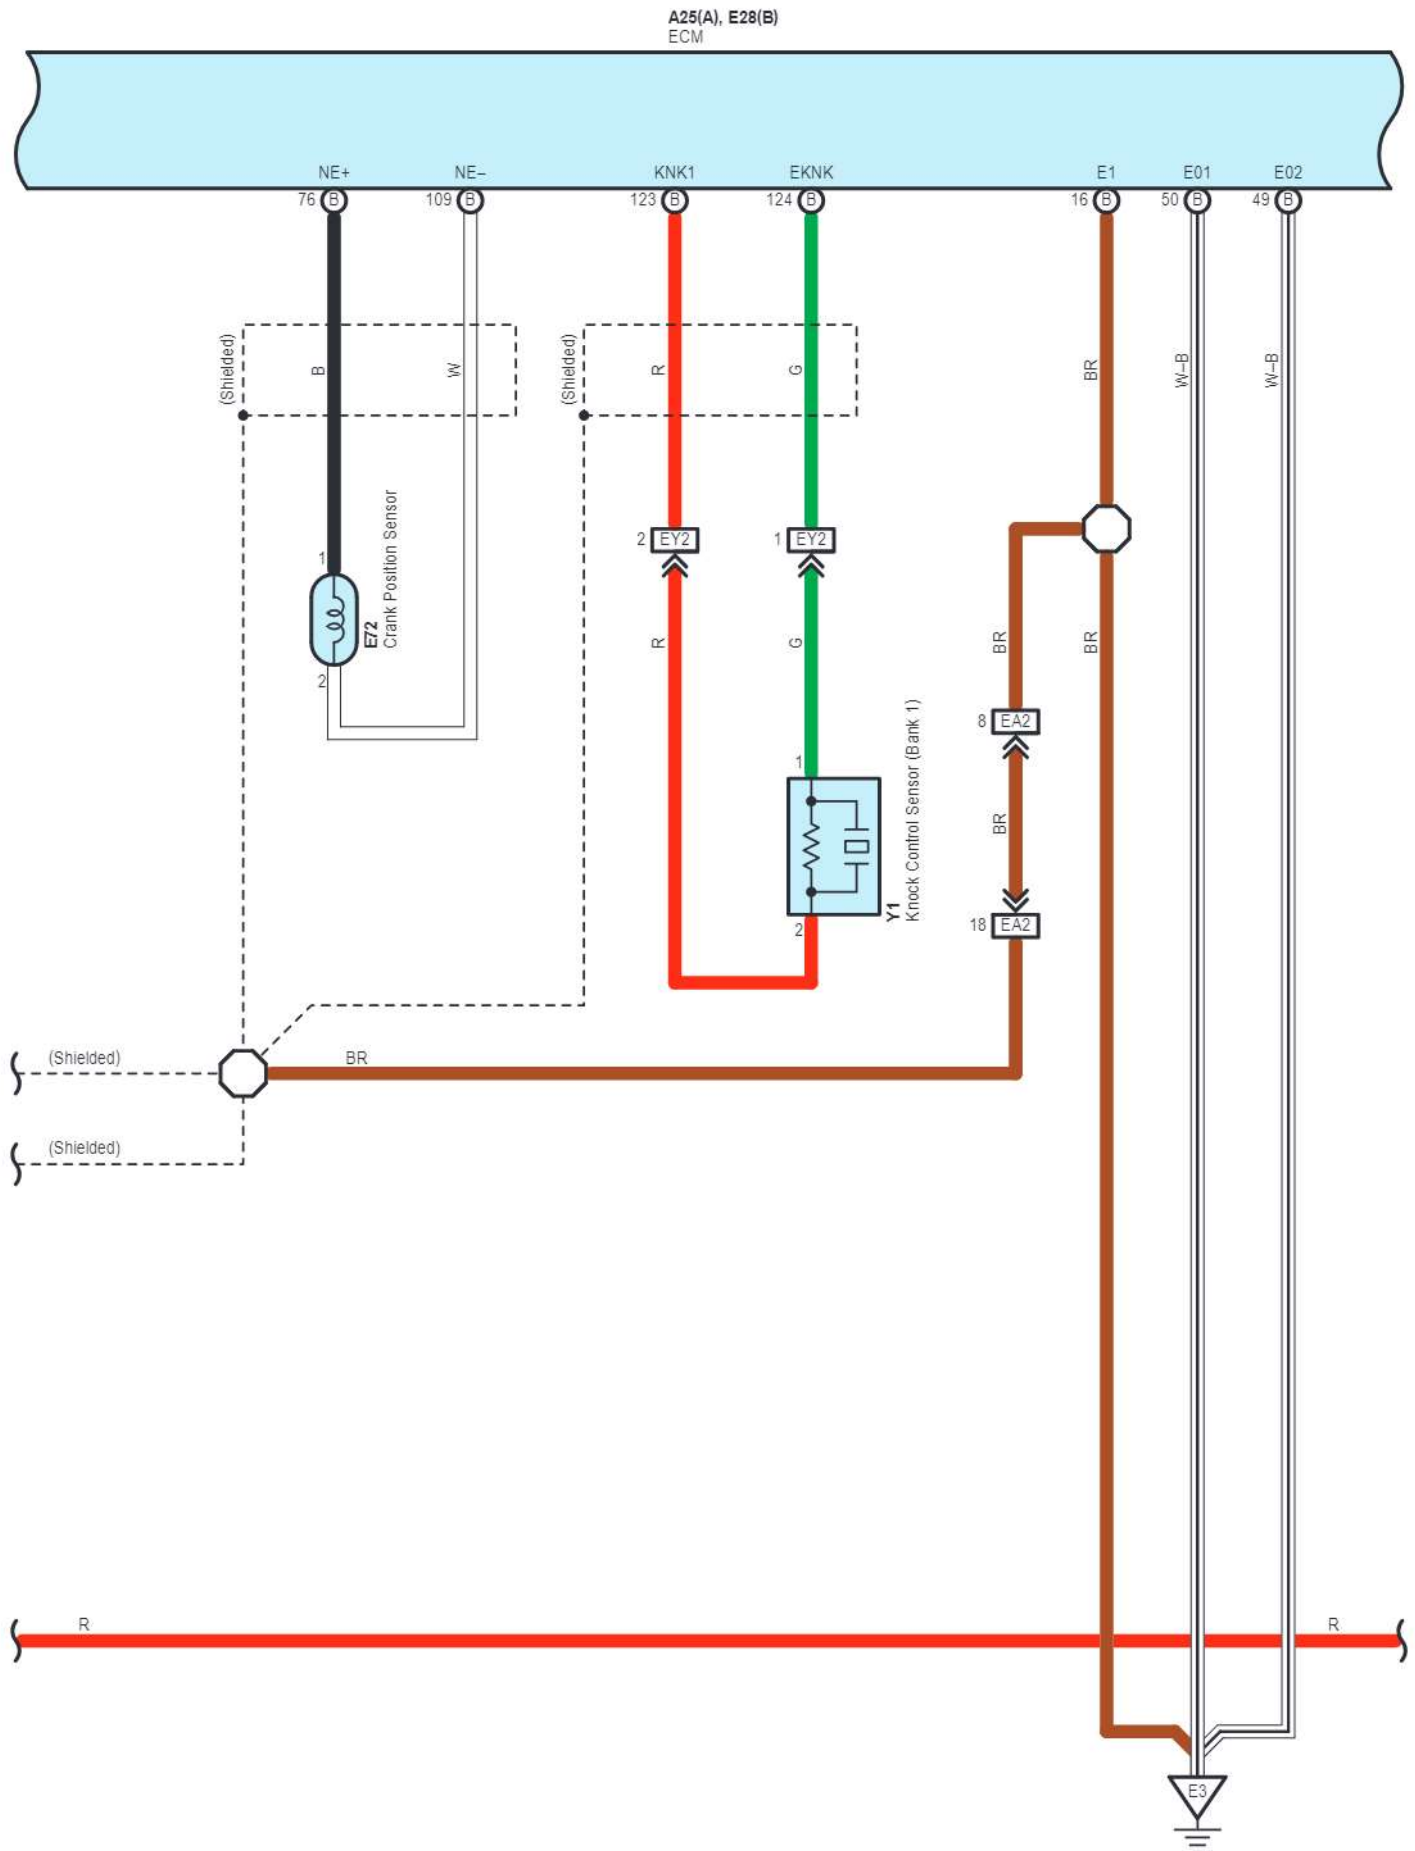 A25(A), E28(B)
ECM
NE+ NE− KNK1 EKNK E1 E01 E02
76 B 109 B 123 B 124 B 16 B 50 B 49 B
(Shielded)
B
W
(Shielded)
R
G
BR
W−B
W−B
1
E72
Crank Position Sensor
2
2 EY2
1 EY2
R
G
BR
BR
8 EA2
1
Y1
Knock Control Sensor (Bank 1)
2
BR
18 EA2
(Shielded)
BR
(Shielded)
R
R
E3